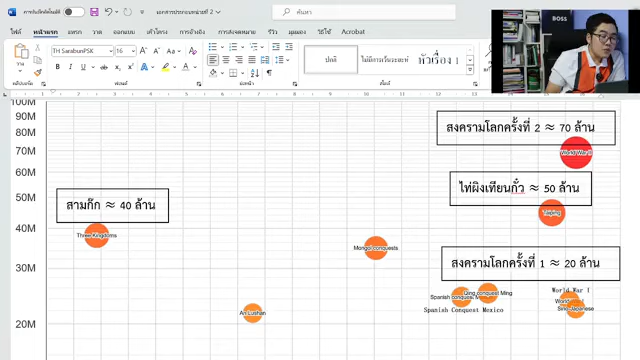 การบันทึกอัตโนมัติ
เอกสารประกอบหน่วยที่ 2
ค้นหา
BOSS
ไฟล์ หน้าแรก แทรก วาด ออกแบบ เค้าโครง การอ้างอิง การส่งจดหมาย รีวิว มุมมอง วิธีใช้ Acrobat
TH SarabunPSK 16
ปกติ
ไม่มีการเว้นระยะห่าง
หัวเรื่อง 1
100M
90M
80M
70M
60M
50M
40M
30M
20M
สงครามโลกครั้งที่ 2 ≈ 70 ล้าน
World War II
ไท่ผิงเทียนกั๋ว ≈ 50 ล้าน
Taiping
สามก๊ก ≈ 40 ล้าน
Three Kingdoms
Mongol conquests
สงครามโลกครั้งที่ 1 ≈ 20 ล้าน
Qing conquest Ming
Spanish conquest
World War I
Spanish Conquest Mexico
Sino-Japanese
An Lushan